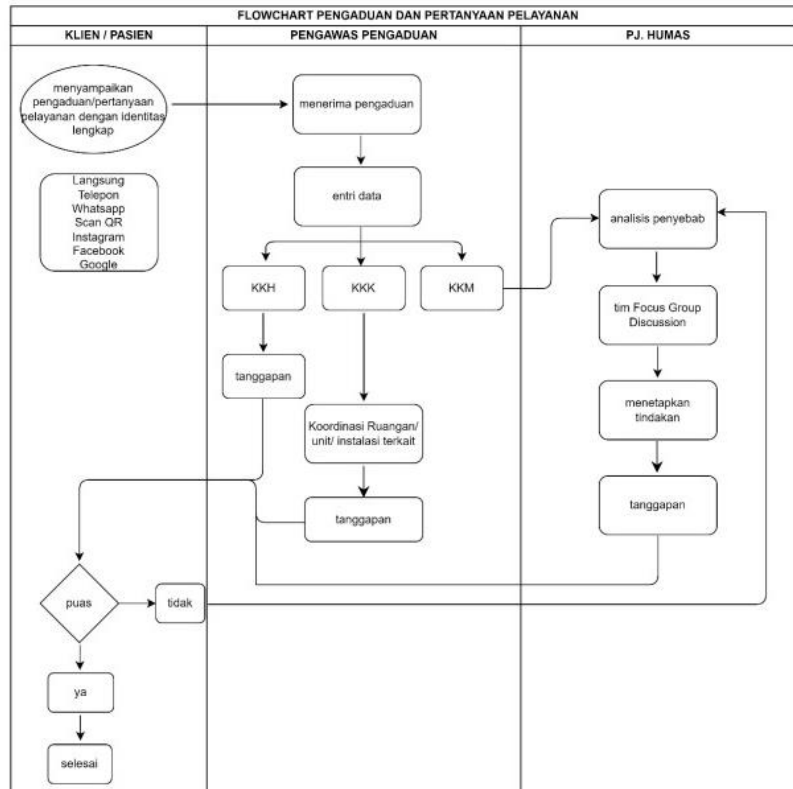 FLOWCHART PENGADUAN DAN PERTANYAAN PELAYANAN
KLIEN / PASIEN
PENGAWAS PENGADUAN
PJ. HUMAS
menyampaikan
pengaduan/pertanyaan
pelayanan dengan identitas
lengkap
menerima pengaduan
Langsung
Telepon
Whatsapp
Scan QR
Instagram
Facebook
Google
entri data
analisis penyebab
KKH
KKK
KKM
tim Focus Group
Discussion
tanggapan
Koordinasi Ruangan/
unit/ instalasi terkait
menetapkan
tindakan
tanggapan
tanggapan
puas
tidak
ya
selesai